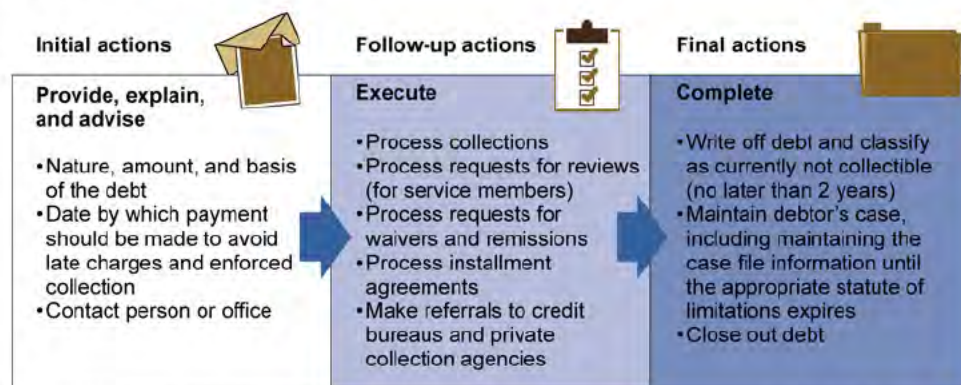 Initial actions
Provide, explain,
and advise
•Nature, amount, and basis
of the debt
•Date by which payment
should be made to avoid
late charges and enforced
collection
•Contact person or office
Follow-up actions
Execute
•Process collections
•Process requests for reviews
(for service members)
•Process requests for
waivers and remissions
•Process installment
agreements
•Make referrals to credit
bureaus and private
collection agencies
Final actions
Complete
•Write off debt and classify
as currently not collectible
(no later than 2 years)
•Maintain debtor's case,
including maintaining the
case file information until
the appropriate statute of
limitations expires
•Close out debt